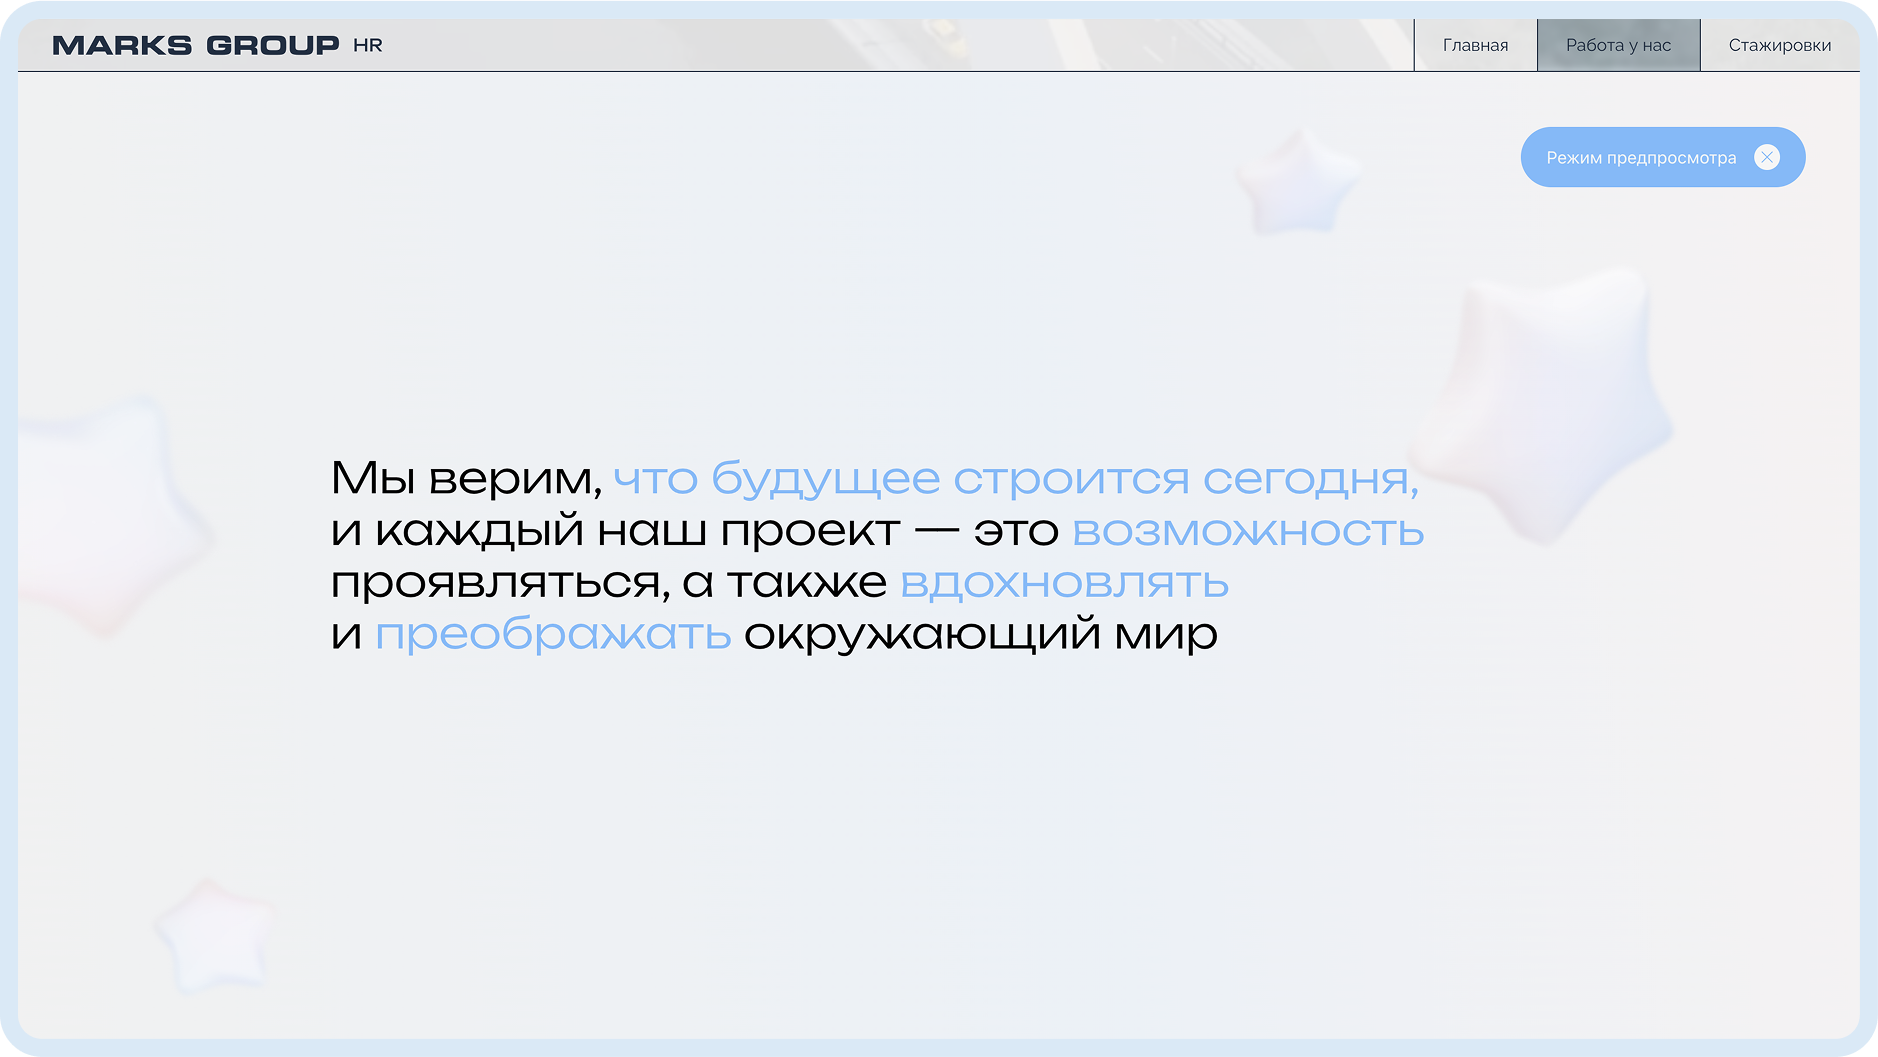 MARKS GROUP HR
Главная
Работа у нас
Стажировки
Режим предпросмотра
Мы верим, что будущее строится сегодня,
и каждый наш проект — это возможность
проявляться, а также вдохновлять
и преображать окружающий мир